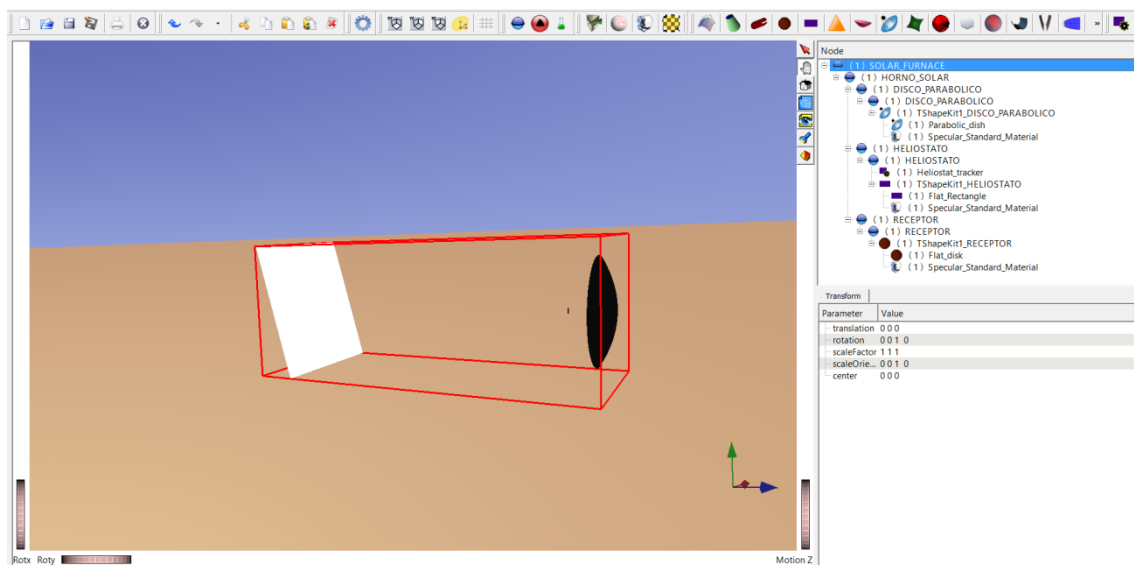 »
Node
(1) SOLAR_FURNACE
(1) HORNO_SOLAR
(1) DISCO_PARABOLICO
(1) DISCO_PARABOLICO
(1) TShapeKit1_DISCO_PARABOLICO
(1) Parabolic_dish
(1) Specular_Standard_Material
(1) HELIOSTATO
(1) HELIOSTATO
(1) Heliostat_tracker
(1) TShapeKit1_HELIOSTATO
(1) Flat_Rectangle
(1) Specular_Standard_Material
(1) RECEPTOR
(1) RECEPTOR
(1) TShapeKit1_RECEPTOR
(1) Flat_disk
(1) Specular_Standard_Material
Transform
Parameter Value
translation 0 0 0
rotation 0 0 1 0
scaleFactor 1 1 1
scaleOrie... 0 0 1 0
center 0 0 0
Rotx Roty Motion Z